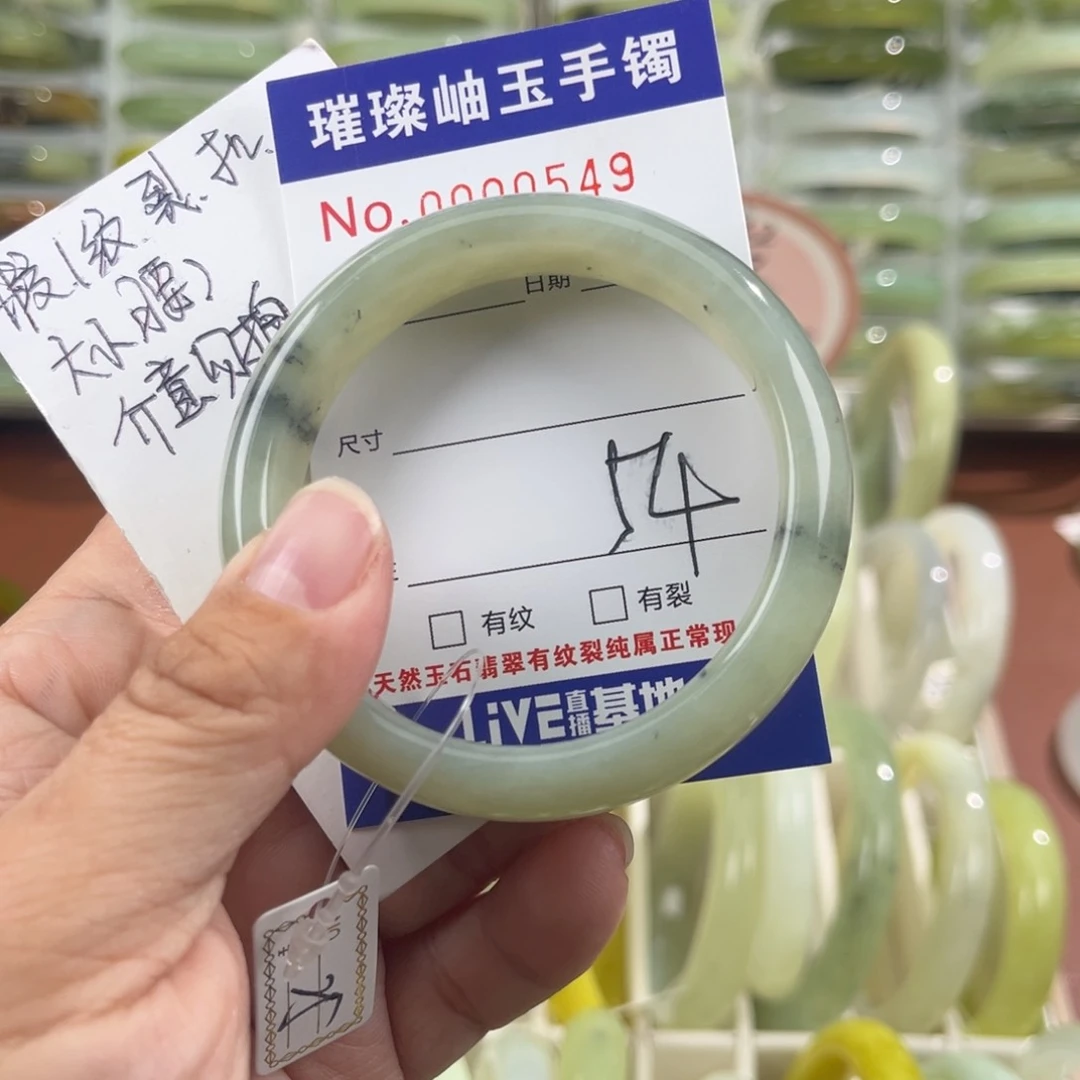 璀璨岫玉手镯
No.0000549
纹.裂.扣.
大小腰)
介意勿拍
日期
尺寸
54
有纹
有裂
天然玉石翡翠有纹裂纯属正常现
LiVE直播基地